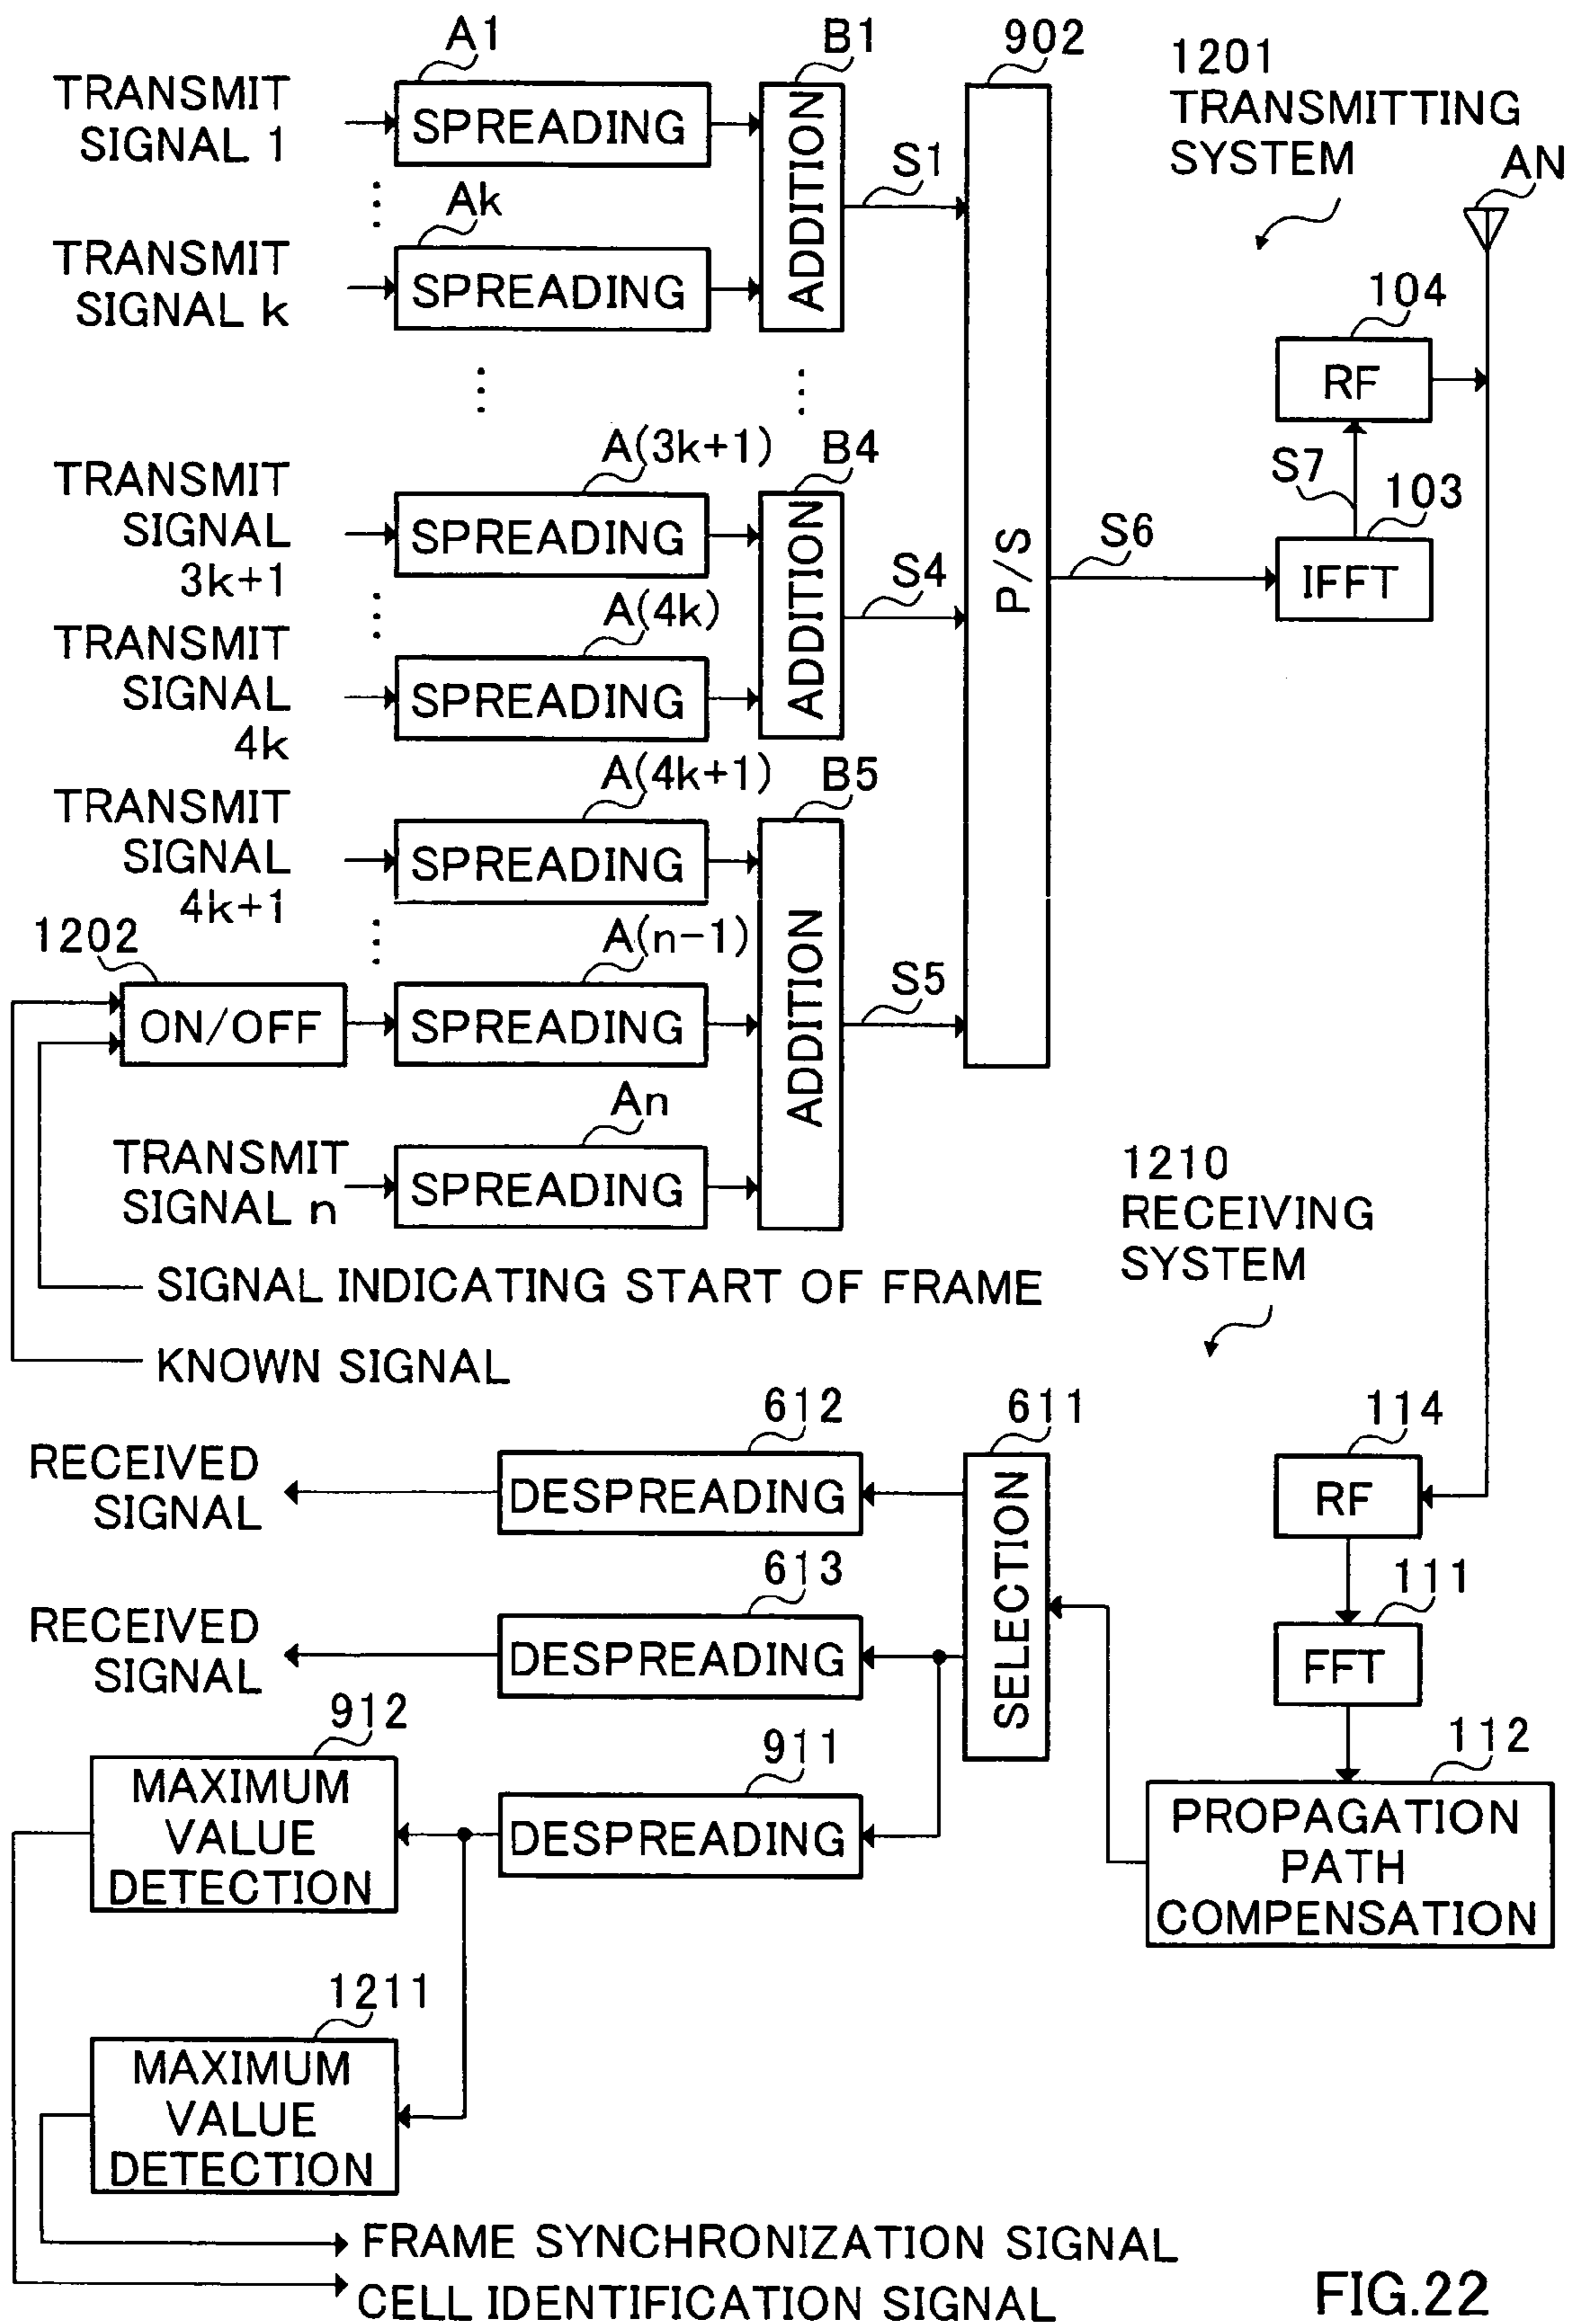 A1
B1
902
1201
TRANSMITTING
SYSTEM
TRANSMIT
SIGNAL 1
SPREADING
ADDITION
S1
AN
Ak
TRANSMIT
SIGNAL k
SPREADING
104
RF
A(3k+1)
B4
TRANSMIT
SIGNAL
3k+1
SPREADING
ADDITION
S4
P/S
S6
S7
103
IFFT
A(4k)
TRANSMIT
SIGNAL
4k
SPREADING
A(4k+1)
B5
TRANSMIT
SIGNAL
4k+1
SPREADING
ADDITION
S5
1202
ON/OFF
A(n-1)
SPREADING
An
TRANSMIT
SIGNAL n
SPREADING
1210
RECEIVING
SYSTEM
SIGNAL INDICATING START OF FRAME
KNOWN SIGNAL
612
611
114
RECEIVED
SIGNAL
DESPREADING
SELECTION
RF
613
111
RECEIVED
SIGNAL
DESPREADING
FFT
912
911
112
MAXIMUM
VALUE
DETECTION
DESPREADING
PROPAGATION
PATH
COMPENSATION
1211
MAXIMUM
VALUE
DETECTION
FRAME SYNCHRONIZATION SIGNAL
CELL IDENTIFICATION SIGNAL
FIG.22